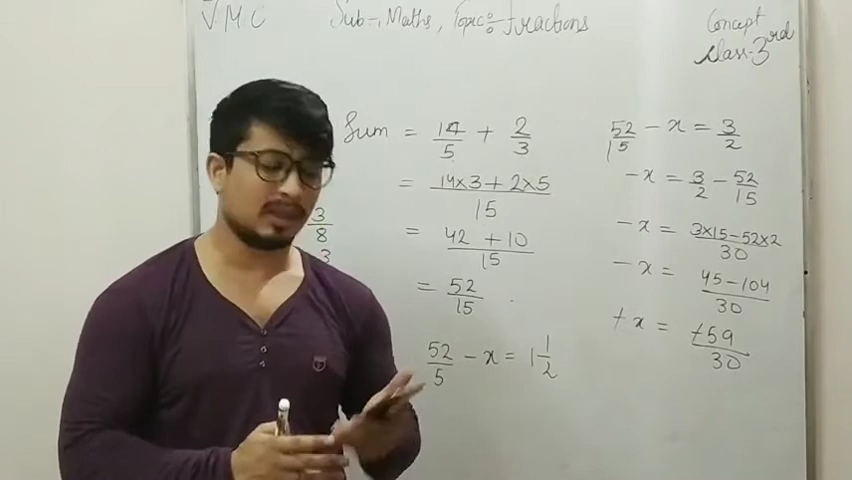 JMC
Sub-: Maths, Topic:- fractions
Concept
Class-3rd
Sum = 14/5 + 2/3
= 14x3 + 2x5 / 15
= 42 + 10 / 15
= 52/15
52/5 - x = 1 1/2
3/8
3
52/15 - x = 3/2
-x = 3/2 - 52/15
-x = 3x15 - 52x2 / 30
-x = 45 - 104 / 30
+x = +59 / 30